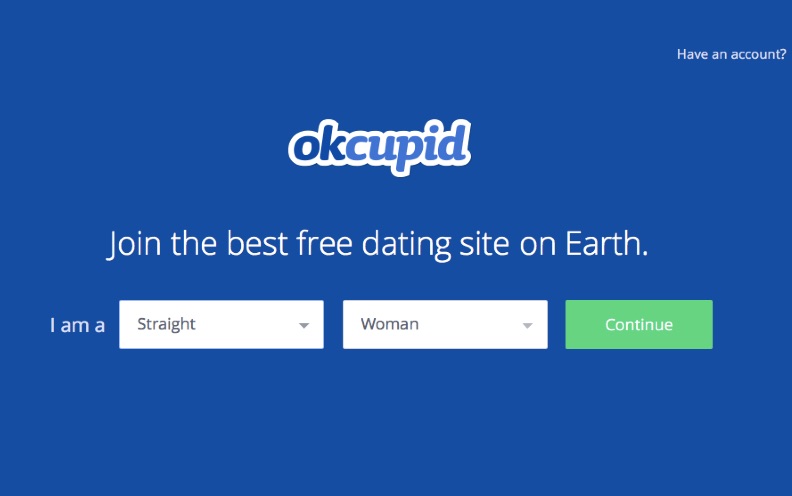 Have an account?
okcupid
Join the best free dating site on Earth.
I am a Straight Woman Continue